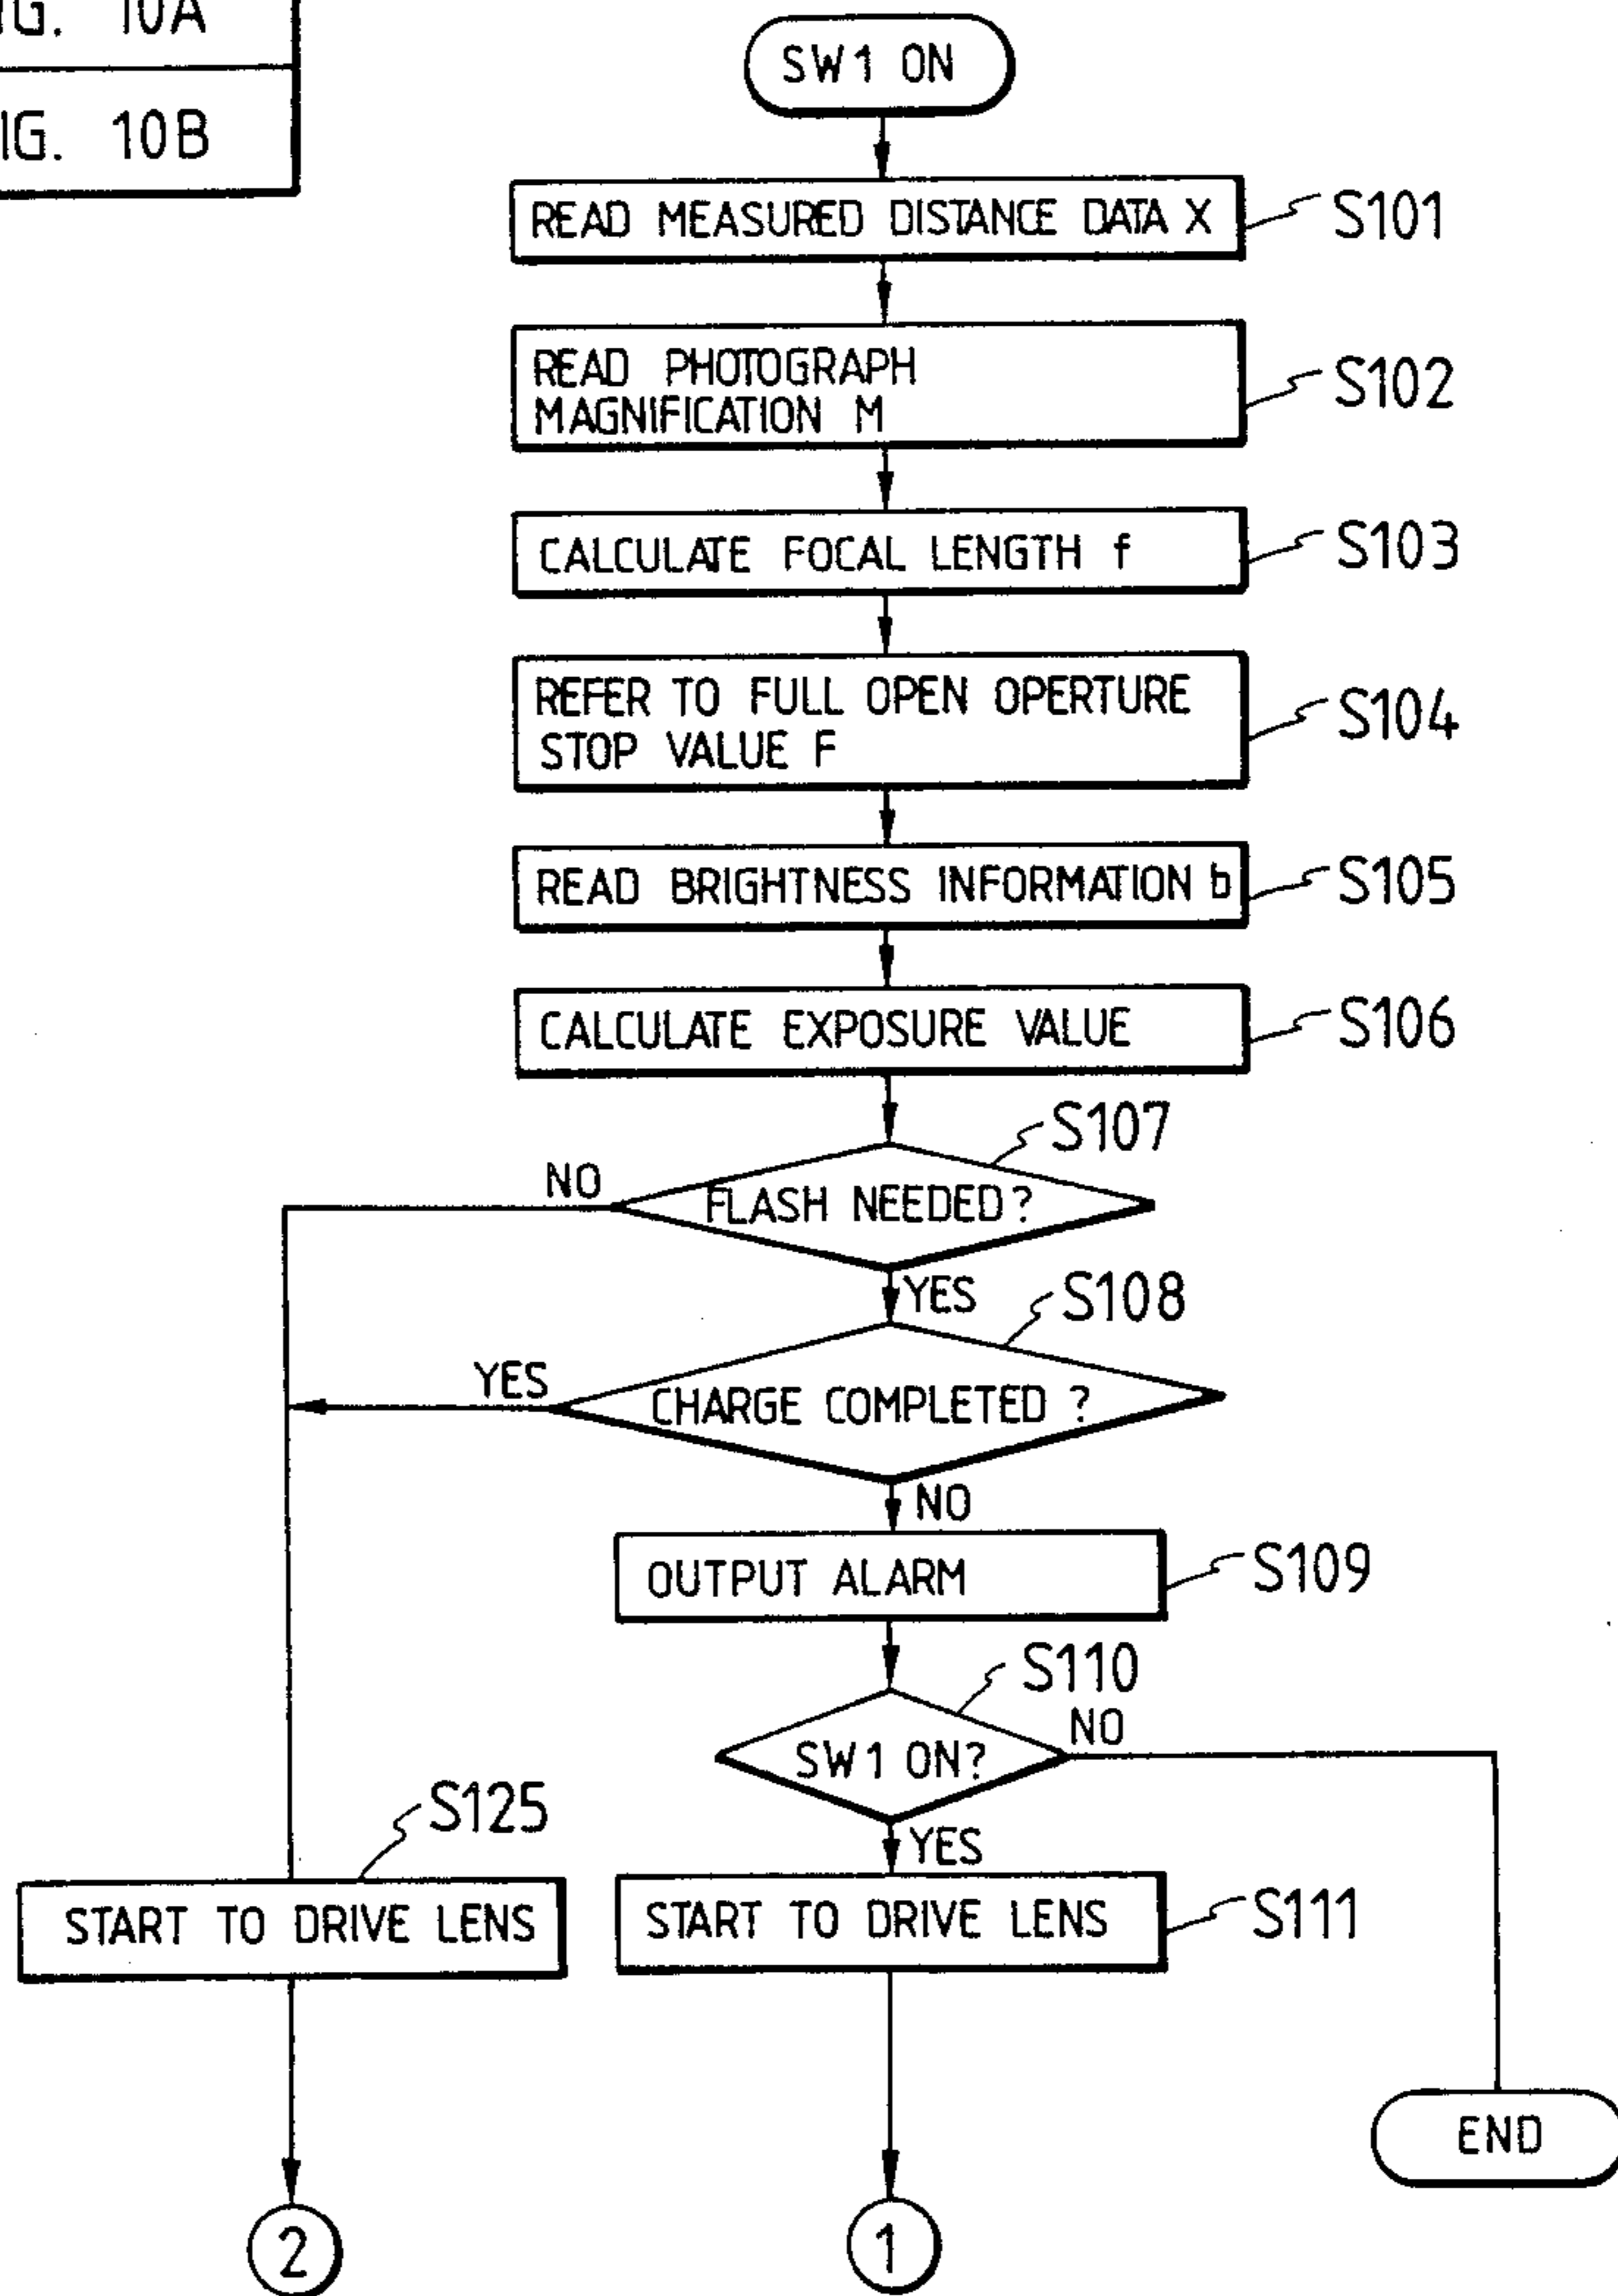 10A
10B
SW1 ON
READ MEASURED DISTANCE DATA X
S101
READ PHOTOGRAPH
MAGNIFICATION M
S102
CALCULATE FOCAL LENGTH f
S103
REFER TO FULL OPEN OPERTURE
STOP VALUE F
S104
READ BRIGHTNESS INFORMATION b
S105
CALCULATE EXPOSURE VALUE
S106
S107
NO
FLASH NEEDED?
YES
S108
YES
CHARGE COMPLETED ?
NO
OUTPUT ALARM
S109
S110
SW1 ON?
NO
YES
S125
START TO DRIVE LENS
START TO DRIVE LENS
S111
END
2
1